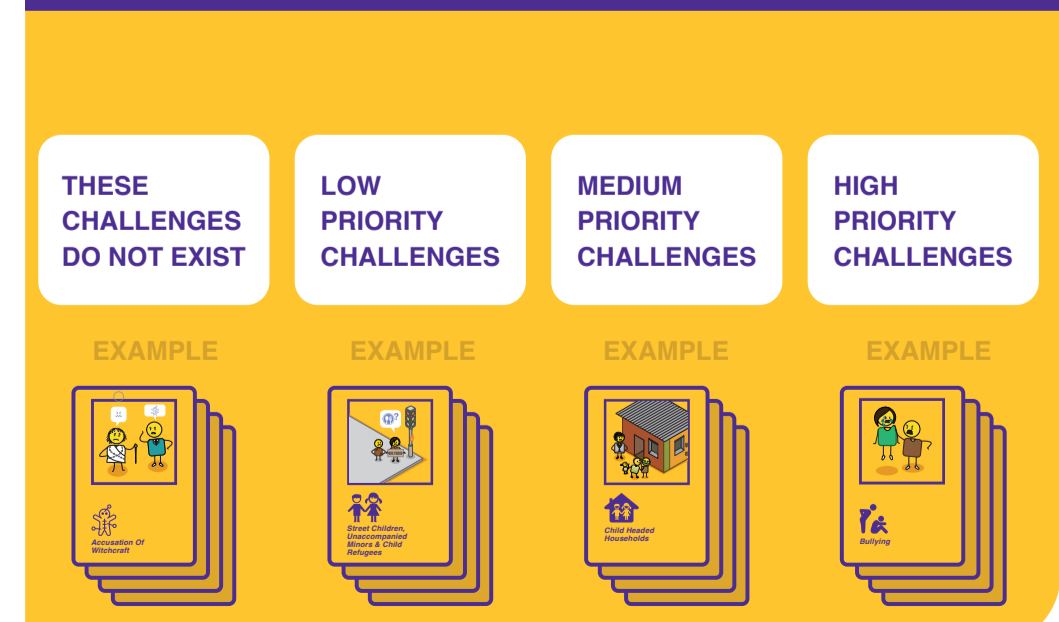 THESE
CHALLENGES
DO NOT EXIST
LOW
PRIORITY
CHALLENGES
MEDIUM
PRIORITY
CHALLENGES
HIGH
PRIORITY
CHALLENGES
EXAMPLE
EXAMPLE
EXAMPLE
EXAMPLE
?
Accusation Of
Witchcraft
Street Children,
Unaccompanied
Minors & Child
Refugees
Child Headed
Households
Bullying